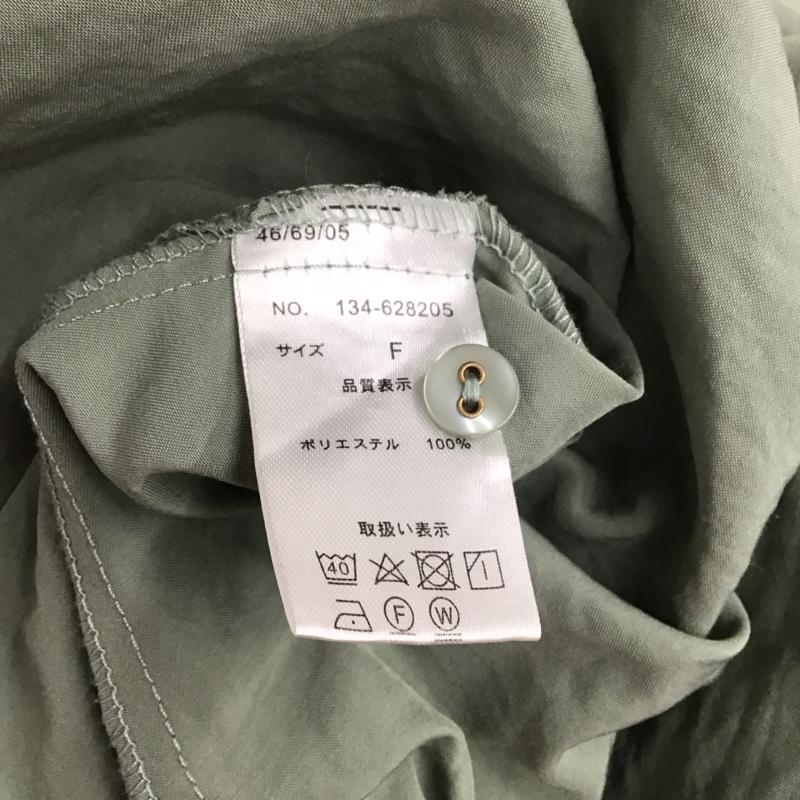 46/69/05
NO. 134-628205
サイズ F
品質表示
ポリエステル 100%
取扱い表示
40
F W